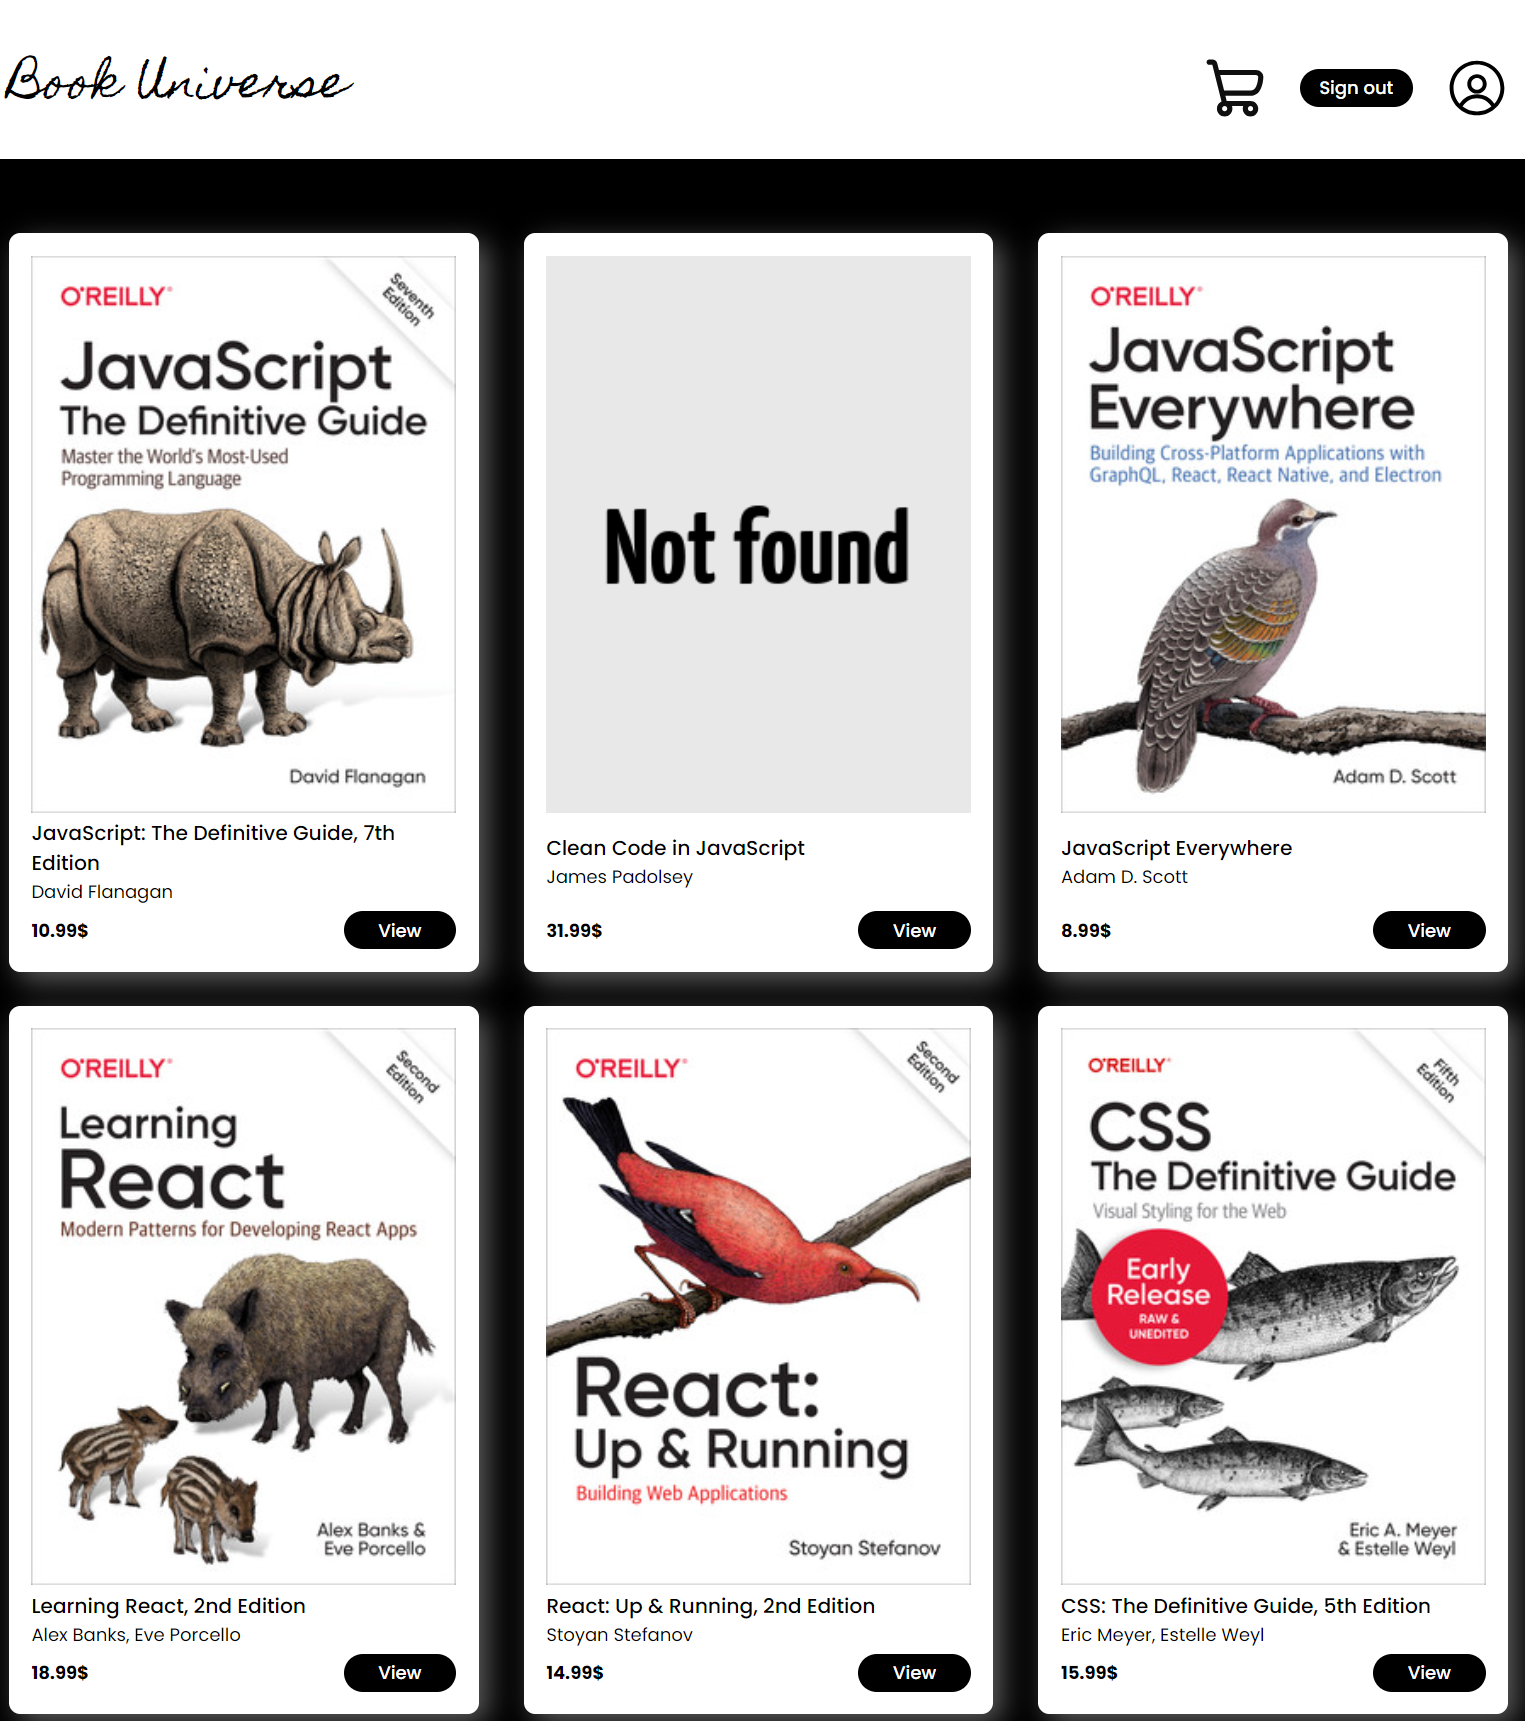 Book Universe
Sign out
O'REILLY®
Seventh
Edition
JavaScript
The Definitive Guide
Master the World's Most-Used
Programming Language
David Flanagan
JavaScript: The Definitive Guide, 7th
Edition
David Flanagan
10.99$
View
Not found
Clean Code in JavaScript
James Padolsey
31.99$
View
O'REILLY®
JavaScript
Everywhere
Building Cross-Platform Applications with
GraphQL, React, React Native, and Electron
Adam D. Scott
JavaScript Everywhere
Adam D. Scott
8.99$
View
O'REILLY®
Second
Edition
Learning
React
Modern Patterns for Developing React Apps
Alex Banks &
Eve Porcello
Learning React, 2nd Edition
Alex Banks, Eve Porcello
18.99$
View
O'REILLY®
Second
Edition
React:
Up & Running
Building Web Applications
Stoyan Stefanov
React: Up & Running, 2nd Edition
Stoyan Stefanov
14.99$
View
O'REILLY®
Fifth
Edition
CSS
The Definitive Guide
Visual Styling for the Web
Early
Release
RAW &
UNEDITED
Eric A. Meyer
& Estelle Weyl
CSS: The Definitive Guide, 5th Edition
Eric Meyer, Estelle Weyl
15.99$
View